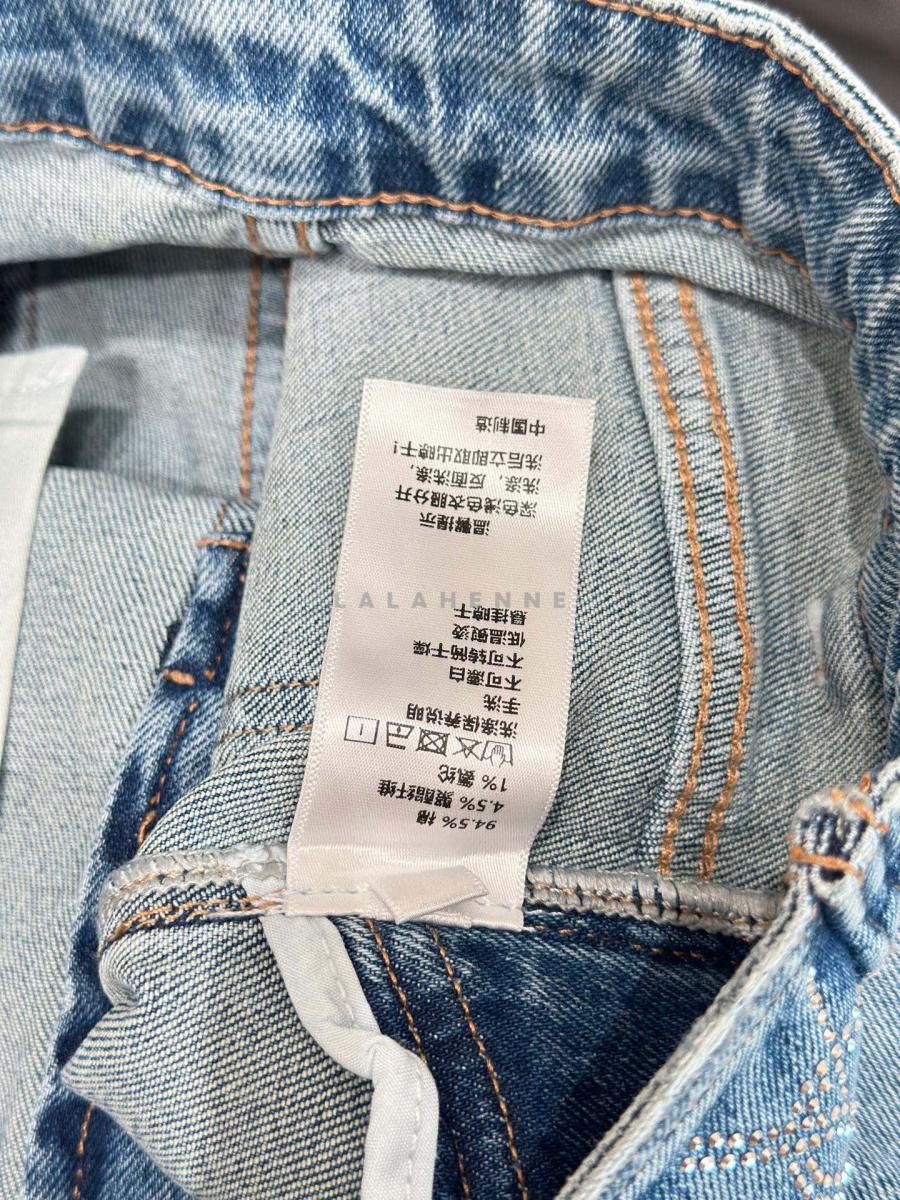 94.5% 棉
4.5% 聚酯纤维
1% 氨纶
洗涤保养说明
手洗
不可漂白
不可转筒干燥
低温熨烫
悬挂晾干
温馨提示
深色浅色衣服分开
洗涤，反面洗涤，
洗后立即取出晾干！
中国制造
LALAHENNE